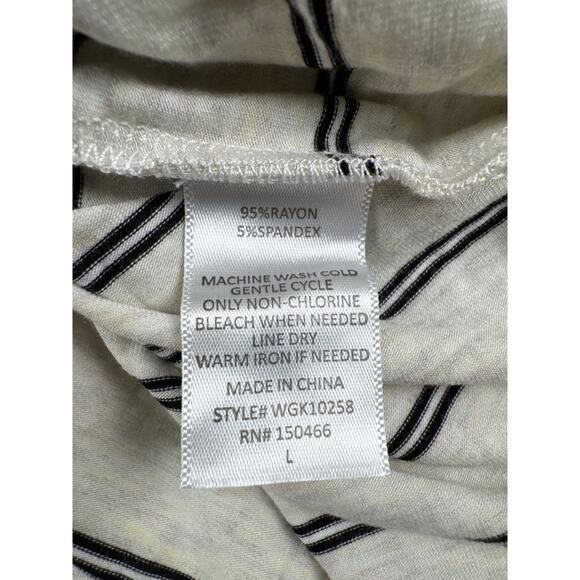 95%RAYON
5%SPANDEX
MACHINE WASH COLD
GENTLE CYCLE
ONLY NON-CHLORINE
BLEACH WHEN NEEDED
LINE DRY
WARM IRON IF NEEDED
MADE IN CHINA
STYLE# WGK10258
RN# 150466
L